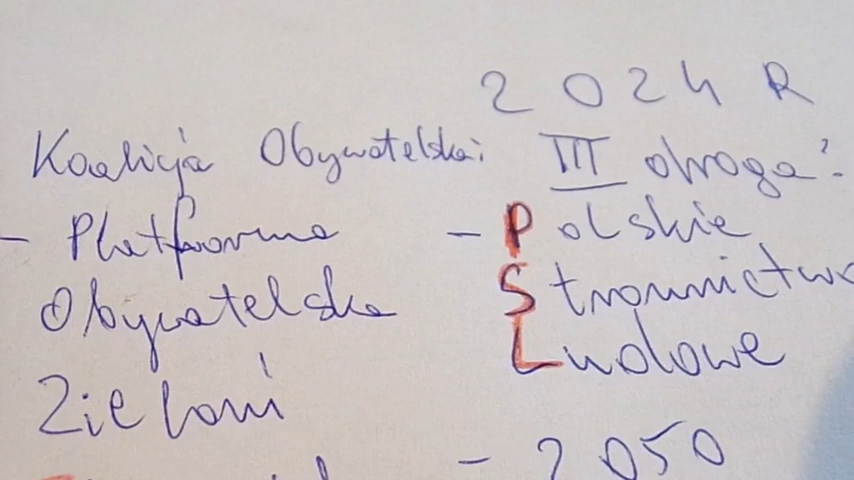 2024 R
Koalicja Obywatelska:
- Platforma
Obywatelska
Zieloni
III droga:
- Polskie
Stronnictwo
Ludowe
- 2050